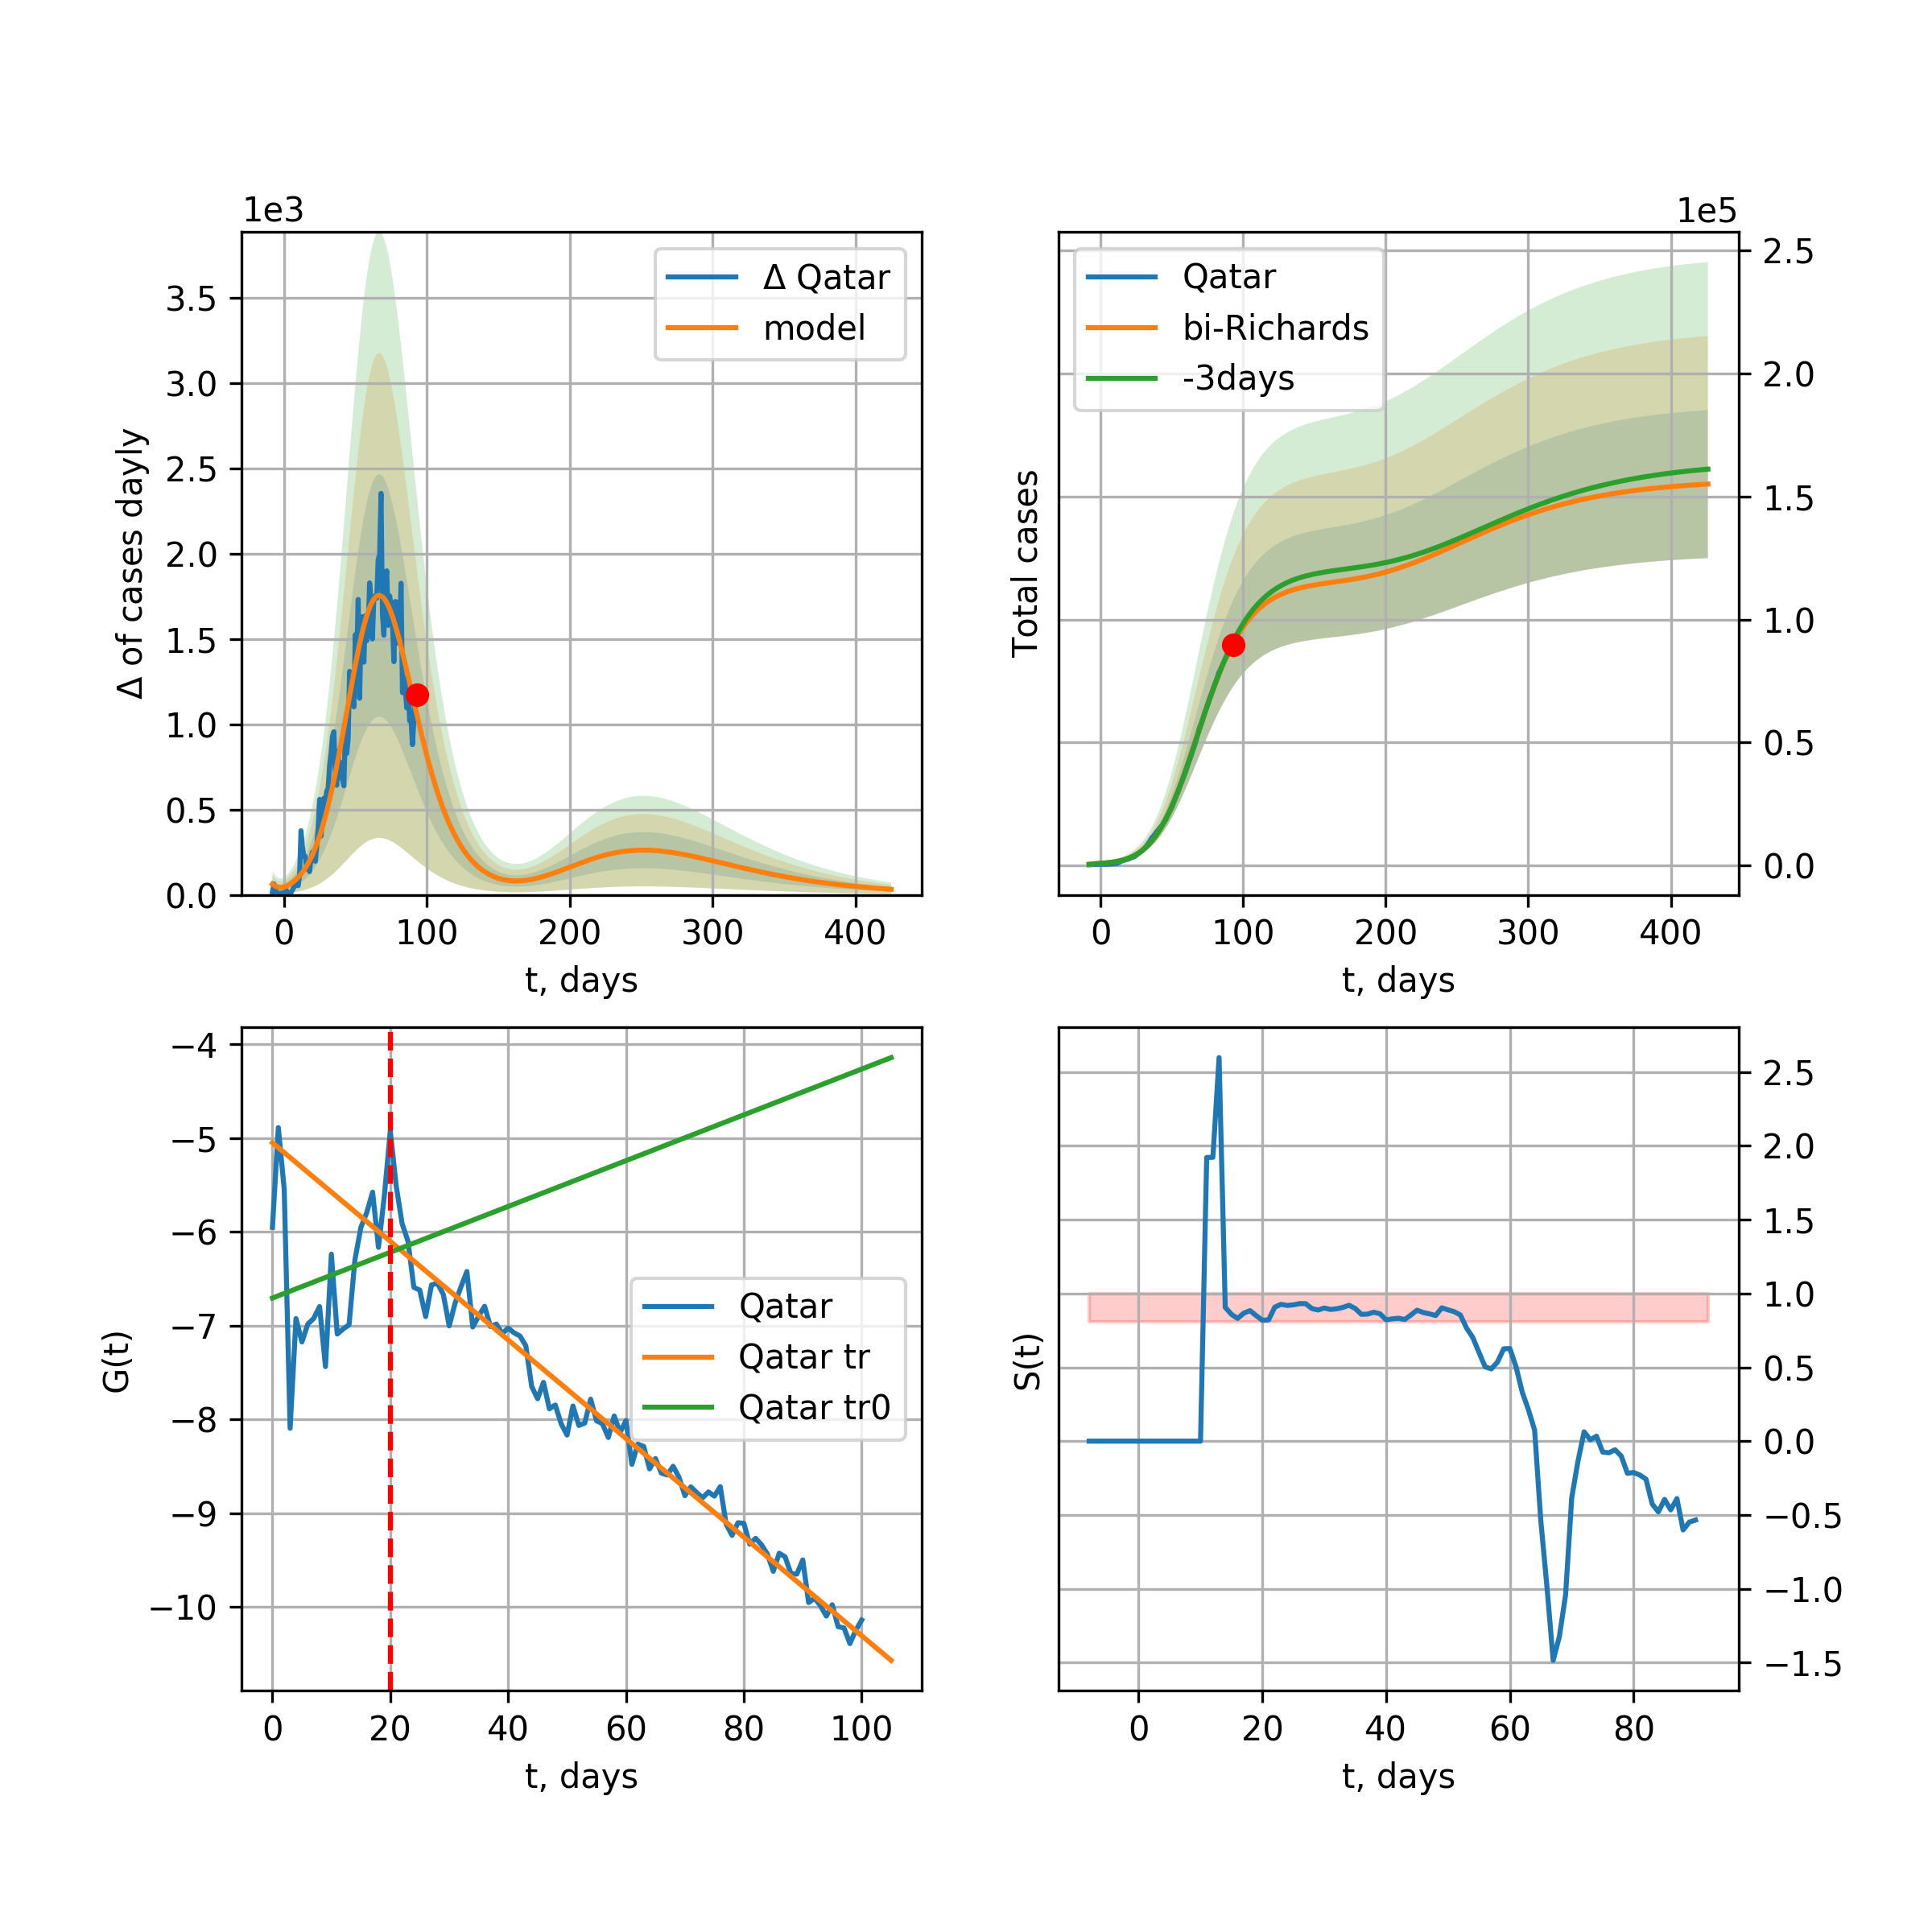 1e3
Δ of cases dayly
3.5
3.0
2.5
2.0
1.5
1.0
0.5
0.0
Δ Qatar
model
0 100 200 300 400
t, days
1e5
Total cases
Qatar
bi-Richards
-3days
2.5
2.0
1.5
1.0
0.5
0.0
0 100 200 300 400
t, days
G(t)
−4
−5
−6
−7
−8
−9
−10
Qatar
Qatar tr
Qatar tr0
0 20 40 60 80 100
t, days
S(t)
2.5
2.0
1.5
1.0
0.5
0.0
−0.5
−1.0
−1.5
0 20 40 60 80
t, days